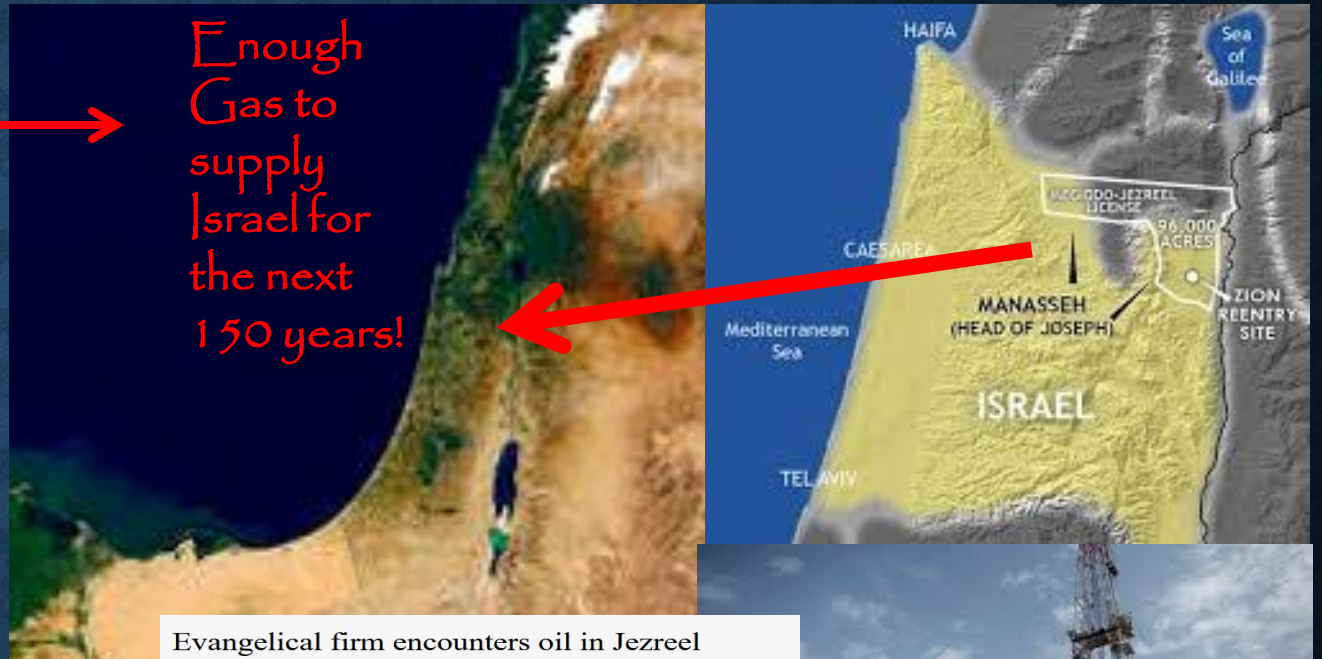 Enough
Gas to
supply
Israel for
the next
150 years!
HAIFA
Sea
of
Galilee
MEGIDDO-JEZREEL
LICENSE
96,000
ACRES
CAESAREA
MANASSEH
(HEAD OF JOSEPH)
ZION
REENTRY
SITE
Mediterranean
Sea
ISRAEL
TEL AVIV
Evangelical firm encounters oil in Jezreel